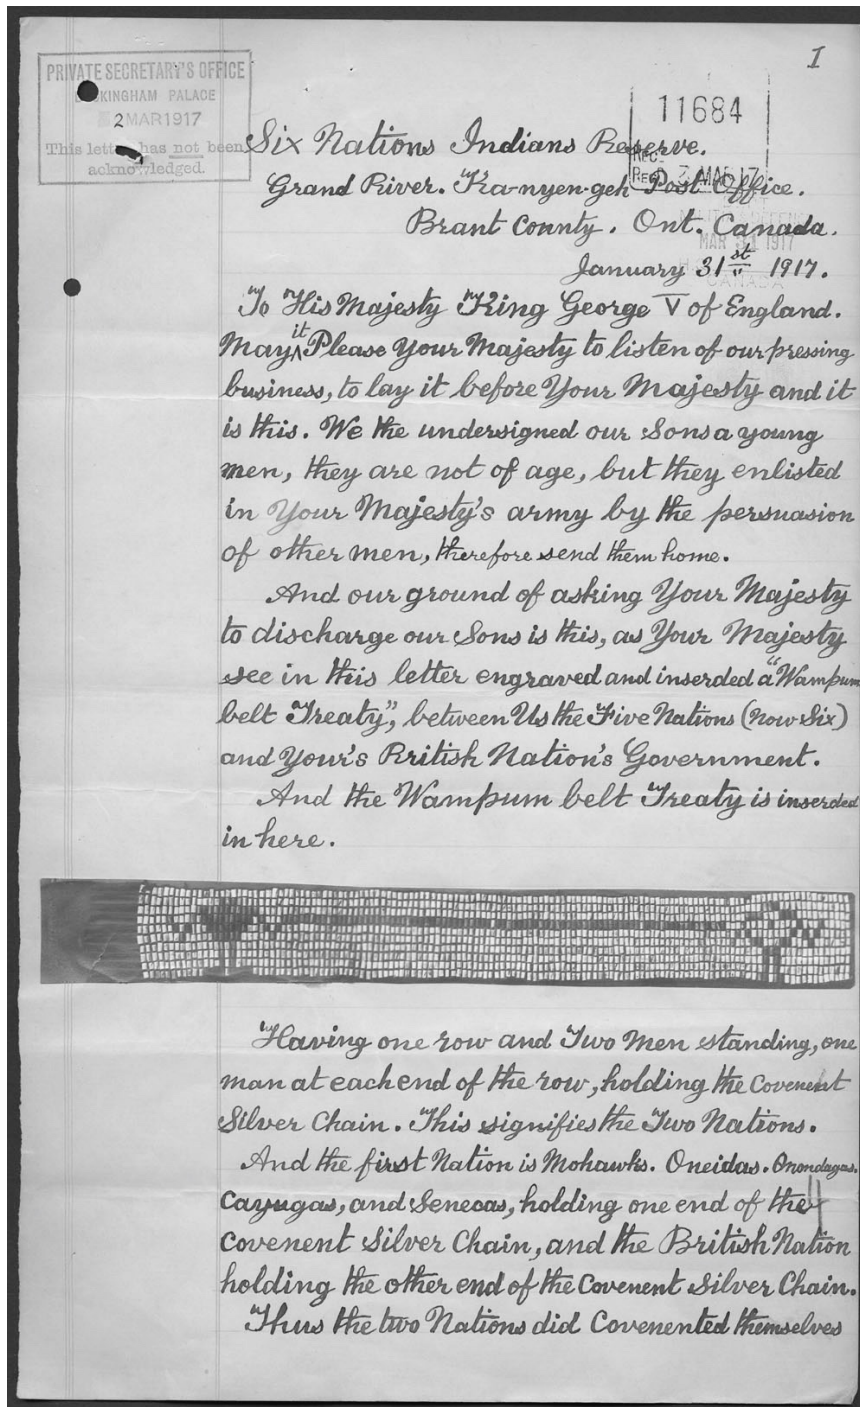 I
PRIVATE SECRETARY'S OFFICE
BUCKINGHAM PALACE
2 MAR 1917
This letter has not been
acknowledged.
11684
REC.
REG'D. 3 MAR 17
MAR 31 1917
CANADA
Six Nations Indians Reserve.
Grand River. Ka-nyen-geh Post Office.
Brant County. Ont. Canada.
January 31st 1917.
To His Majesty King George V of England.
May it Please Your Majesty to listen of our pressing
business, to lay it before Your Majesty and it
is this. We the undersigned our Sons a young
men, they are not of age, but they enlisted
in Your Majesty's army by the persuasion
of other men, therefore send them home.
And our ground of asking Your Majesty
to discharge our Sons is this, as Your Majesty
see in this letter engraved and inserded a "Wampum
belt Treaty", between Us the Five Nations (now Six)
and Your's British Nation's Government.
And the Wampum belt Treaty is inserded
in here.
Having one row and Two Men standing, one
man at each end of the row, holding the Covenent
Silver Chain. This signifies the Two Nations.
And the first Nation is Mohawks. Oneidas. Onondagas.
Cayugas, and Senecas, holding one end of the
Covenent Silver Chain, and the British Nation
holding the other end of the Covenent Silver Chain.
Thus the two Nations did Covenented themselves